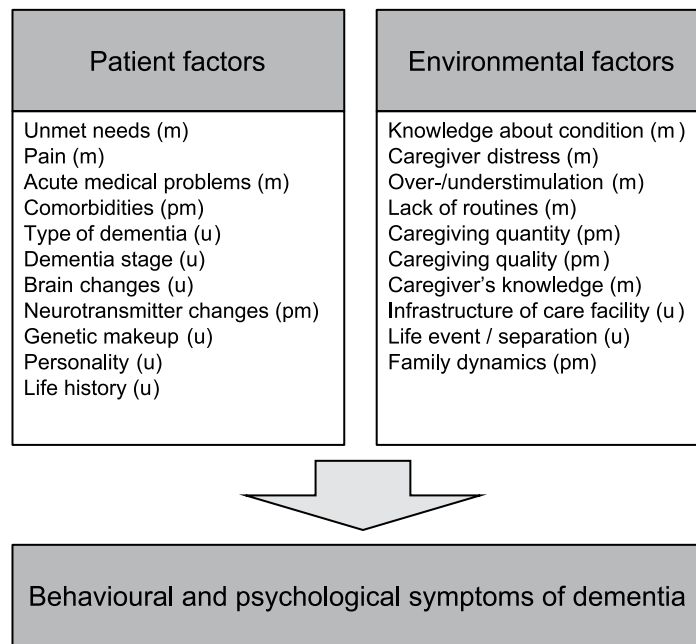 Patient factors
Unmet needs (m)
Pain (m)
Acute medical problems (m)
Comorbidities (pm)
Type of dementia (u)
Dementia stage (u)
Brain changes (u)
Neurotransmitter changes (pm)
Genetic makeup (u)
Personality (u)
Life history (u)
Environmental factors
Knowledge about condition (m)
Caregiver distress (m)
Over-/understimulation (m)
Lack of routines (m)
Caregiving quantity (pm)
Caregiving quality (pm)
Caregiver's knowledge (m)
Infrastructure of care facility (u)
Life event / separation (u)
Family dynamics (pm)
Behavioural and psychological symptoms of dementia